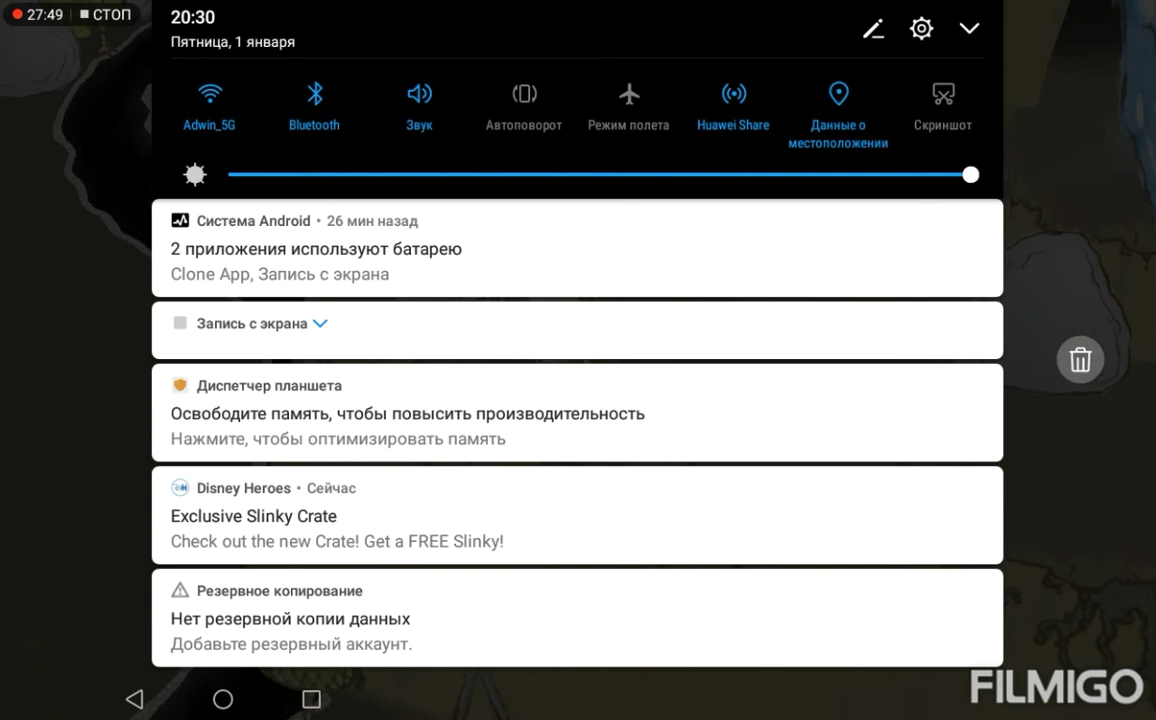 27:49 СТОП
20:30
Пятница, 1 января
Adwin_5G
Bluetooth
Звук
Автоповорот
Режим полета
Huawei Share
Данные о
местоположении
Скриншот
Система Android • 26 мин назад
2 приложения используют батарею
Clone App, Запись с экрана
Запись с экрана
Диспетчер планшета
Освободите память, чтобы повысить производительность
Нажмите, чтобы оптимизировать память
Disney Heroes • Сейчас
Exclusive Slinky Crate
Check out the new Crate! Get a FREE Slinky!
Резервное копирование
Нет резервной копии данных
Добавьте резервный аккаунт.
FILMIGO